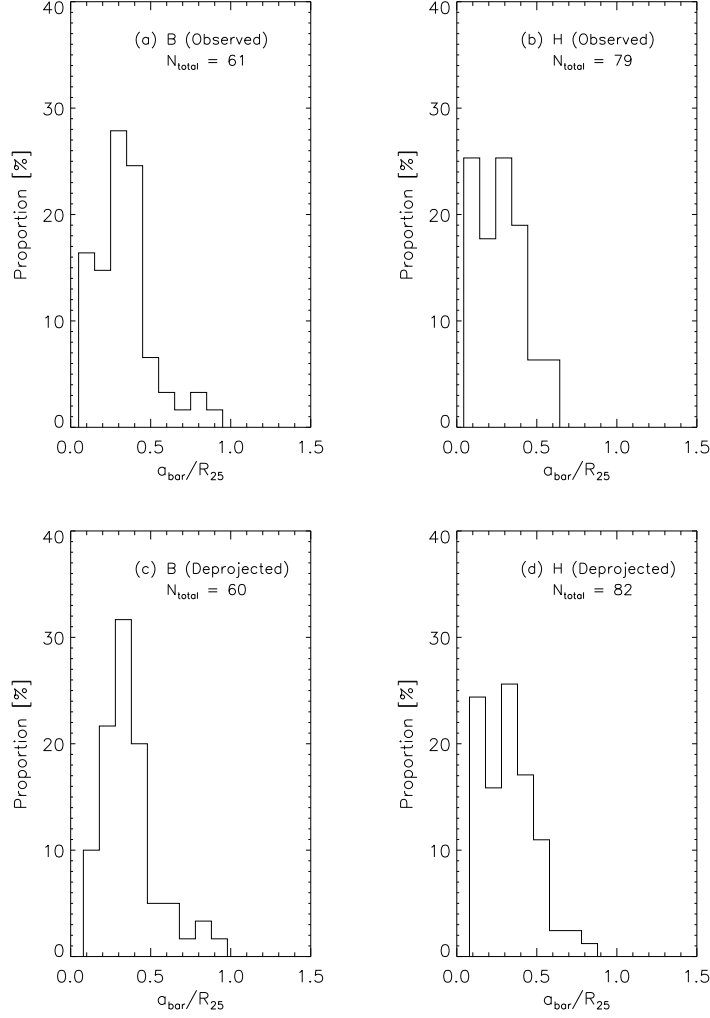 40
30
20
10
0
Proportion [%]
(a) B (Observed)
N_total = 61
0.0 0.5 1.0 1.5
a_bar/R_25
40
30
20
10
0
Proportion [%]
(b) H (Observed)
N_total = 79
0.0 0.5 1.0 1.5
a_bar/R_25
40
30
20
10
0
Proportion [%]
(c) B (Deprojected)
N_total = 60
0.0 0.5 1.0 1.5
a_bar/R_25
40
30
20
10
0
Proportion [%]
(d) H (Deprojected)
N_total = 82
0.0 0.5 1.0 1.5
a_bar/R_25